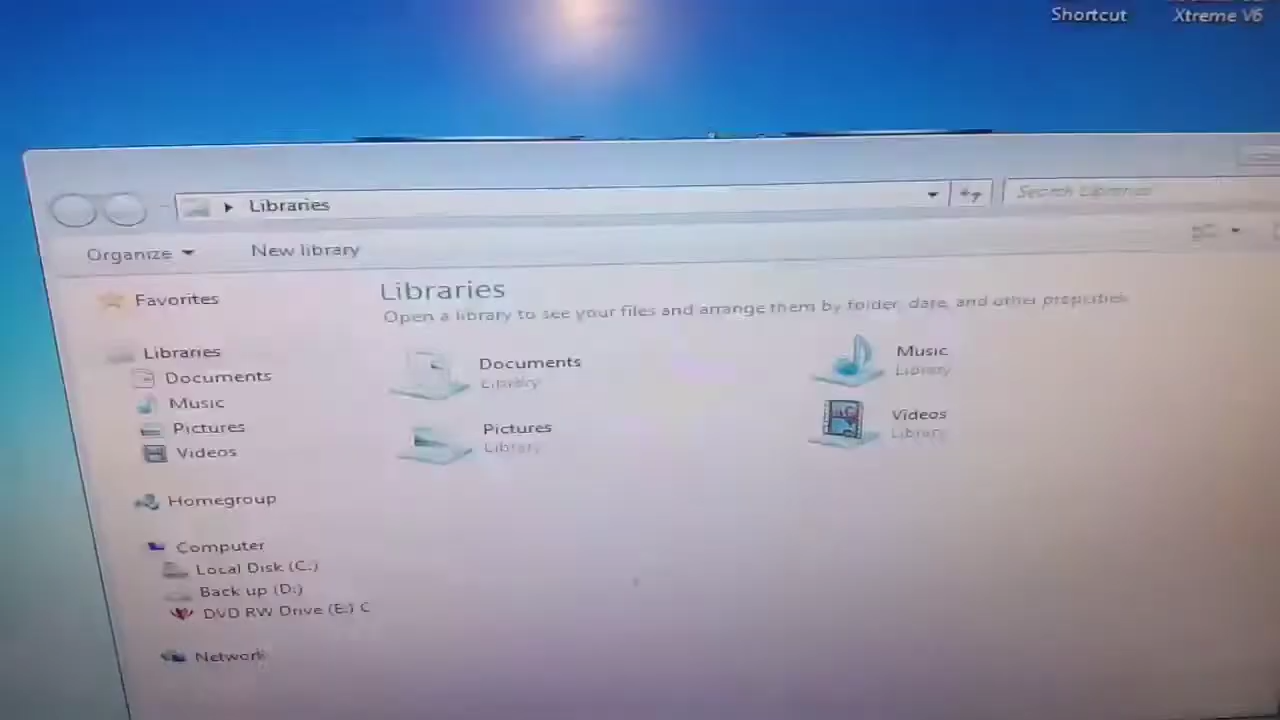 Shortcut
Xtreme V6
Libraries
Search Libraries
Organize
New library
Favorites
Libraries
Documents
Music
Pictures
Videos
Homegroup
Computer
Local Disk (C:)
Back up (D:)
DVD RW Drive (E:) C
Network
Libraries
Open a library to see your files and arrange them by folder, date, and other properties.
Documents
Library
Music
Library
Pictures
Library
Videos
Library